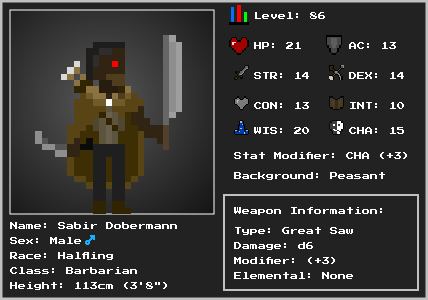 Level: 86
HP: 21
AC: 13
STR: 14
DEX: 14
CON: 13
INT: 10
WIS: 20
CHA: 15
Stat Modifier: CHA (+3)
Background: Peasant
Name: Sabir Dobermann
Sex: Male ♂
Race: Halfling
Class: Barbarian
Height: 113cm (3'8")
Weapon Information:
Type: Great Saw
Damage: d6
Modifier: (+3)
Elemental: None